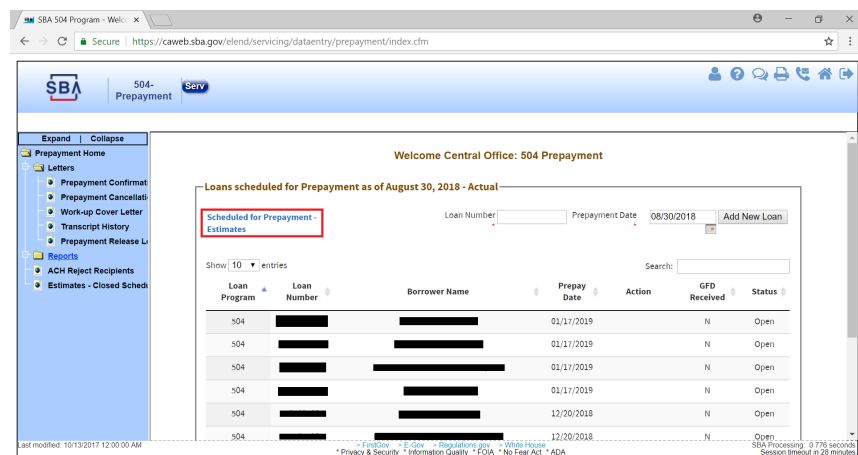 SBA 504 Program - Welc
Secure | https://caweb.sba.gov/elend/servicing/dataentry/prepayment/index.cfm
SBA
504-
Prepayment
Serv
Expand | Collapse
Prepayment Home
Letters
Prepayment Confirmat
Prepayment Cancellati
Work-up Cover Letter
Transcript History
Prepayment Release Le
Reports
ACH Reject Recipients
Estimates - Closed Schedu
Welcome Central Office: 504 Prepayment
Loans scheduled for Prepayment as of August 30, 2018 - Actual
Scheduled for Prepayment -
Estimates
Loan Number
Prepayment Date 08/30/2018 Add New Loan
Show 10 entries
Search:
Loan Program Loan Number Borrower Name Prepay Date Action GFD Received Status
504 01/17/2019 N Open
504 01/17/2019 N Open
504 01/17/2019 N Open
504 01/17/2019 N Open
504 12/20/2018 N Open
504 12/20/2018 N Open
Last modified: 10/13/2017 12:00:00 AM
> FirstGov > E-Gov > Regulations.gov > White House
* Privacy & Security * Information Quality * FOIA * No Fear Act * ADA
SBA Processing: 0.776 seconds
Session timeout in 28 minutes